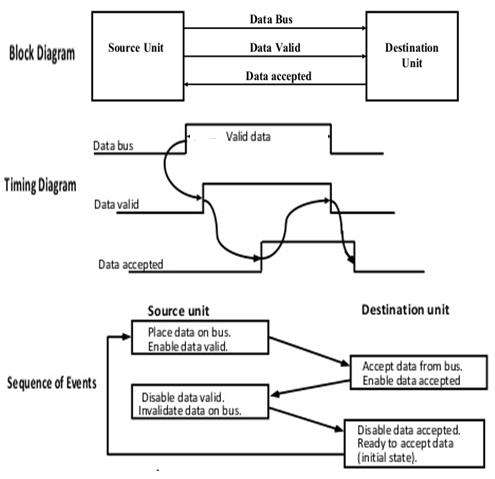 Block Diagram
Source Unit
Data Bus
Data Valid
Data accepted
Destination
Unit
Timing Diagram
Data bus
Valid data
Data valid
Data accepted
Sequence of Events
Source unit
Destination unit
Place data on bus.
Enable data valid.
Accept data from bus.
Enable data accepted
Disable data valid.
Invalidate data on bus.
Disable data accepted.
Ready to accept data
(initial state).